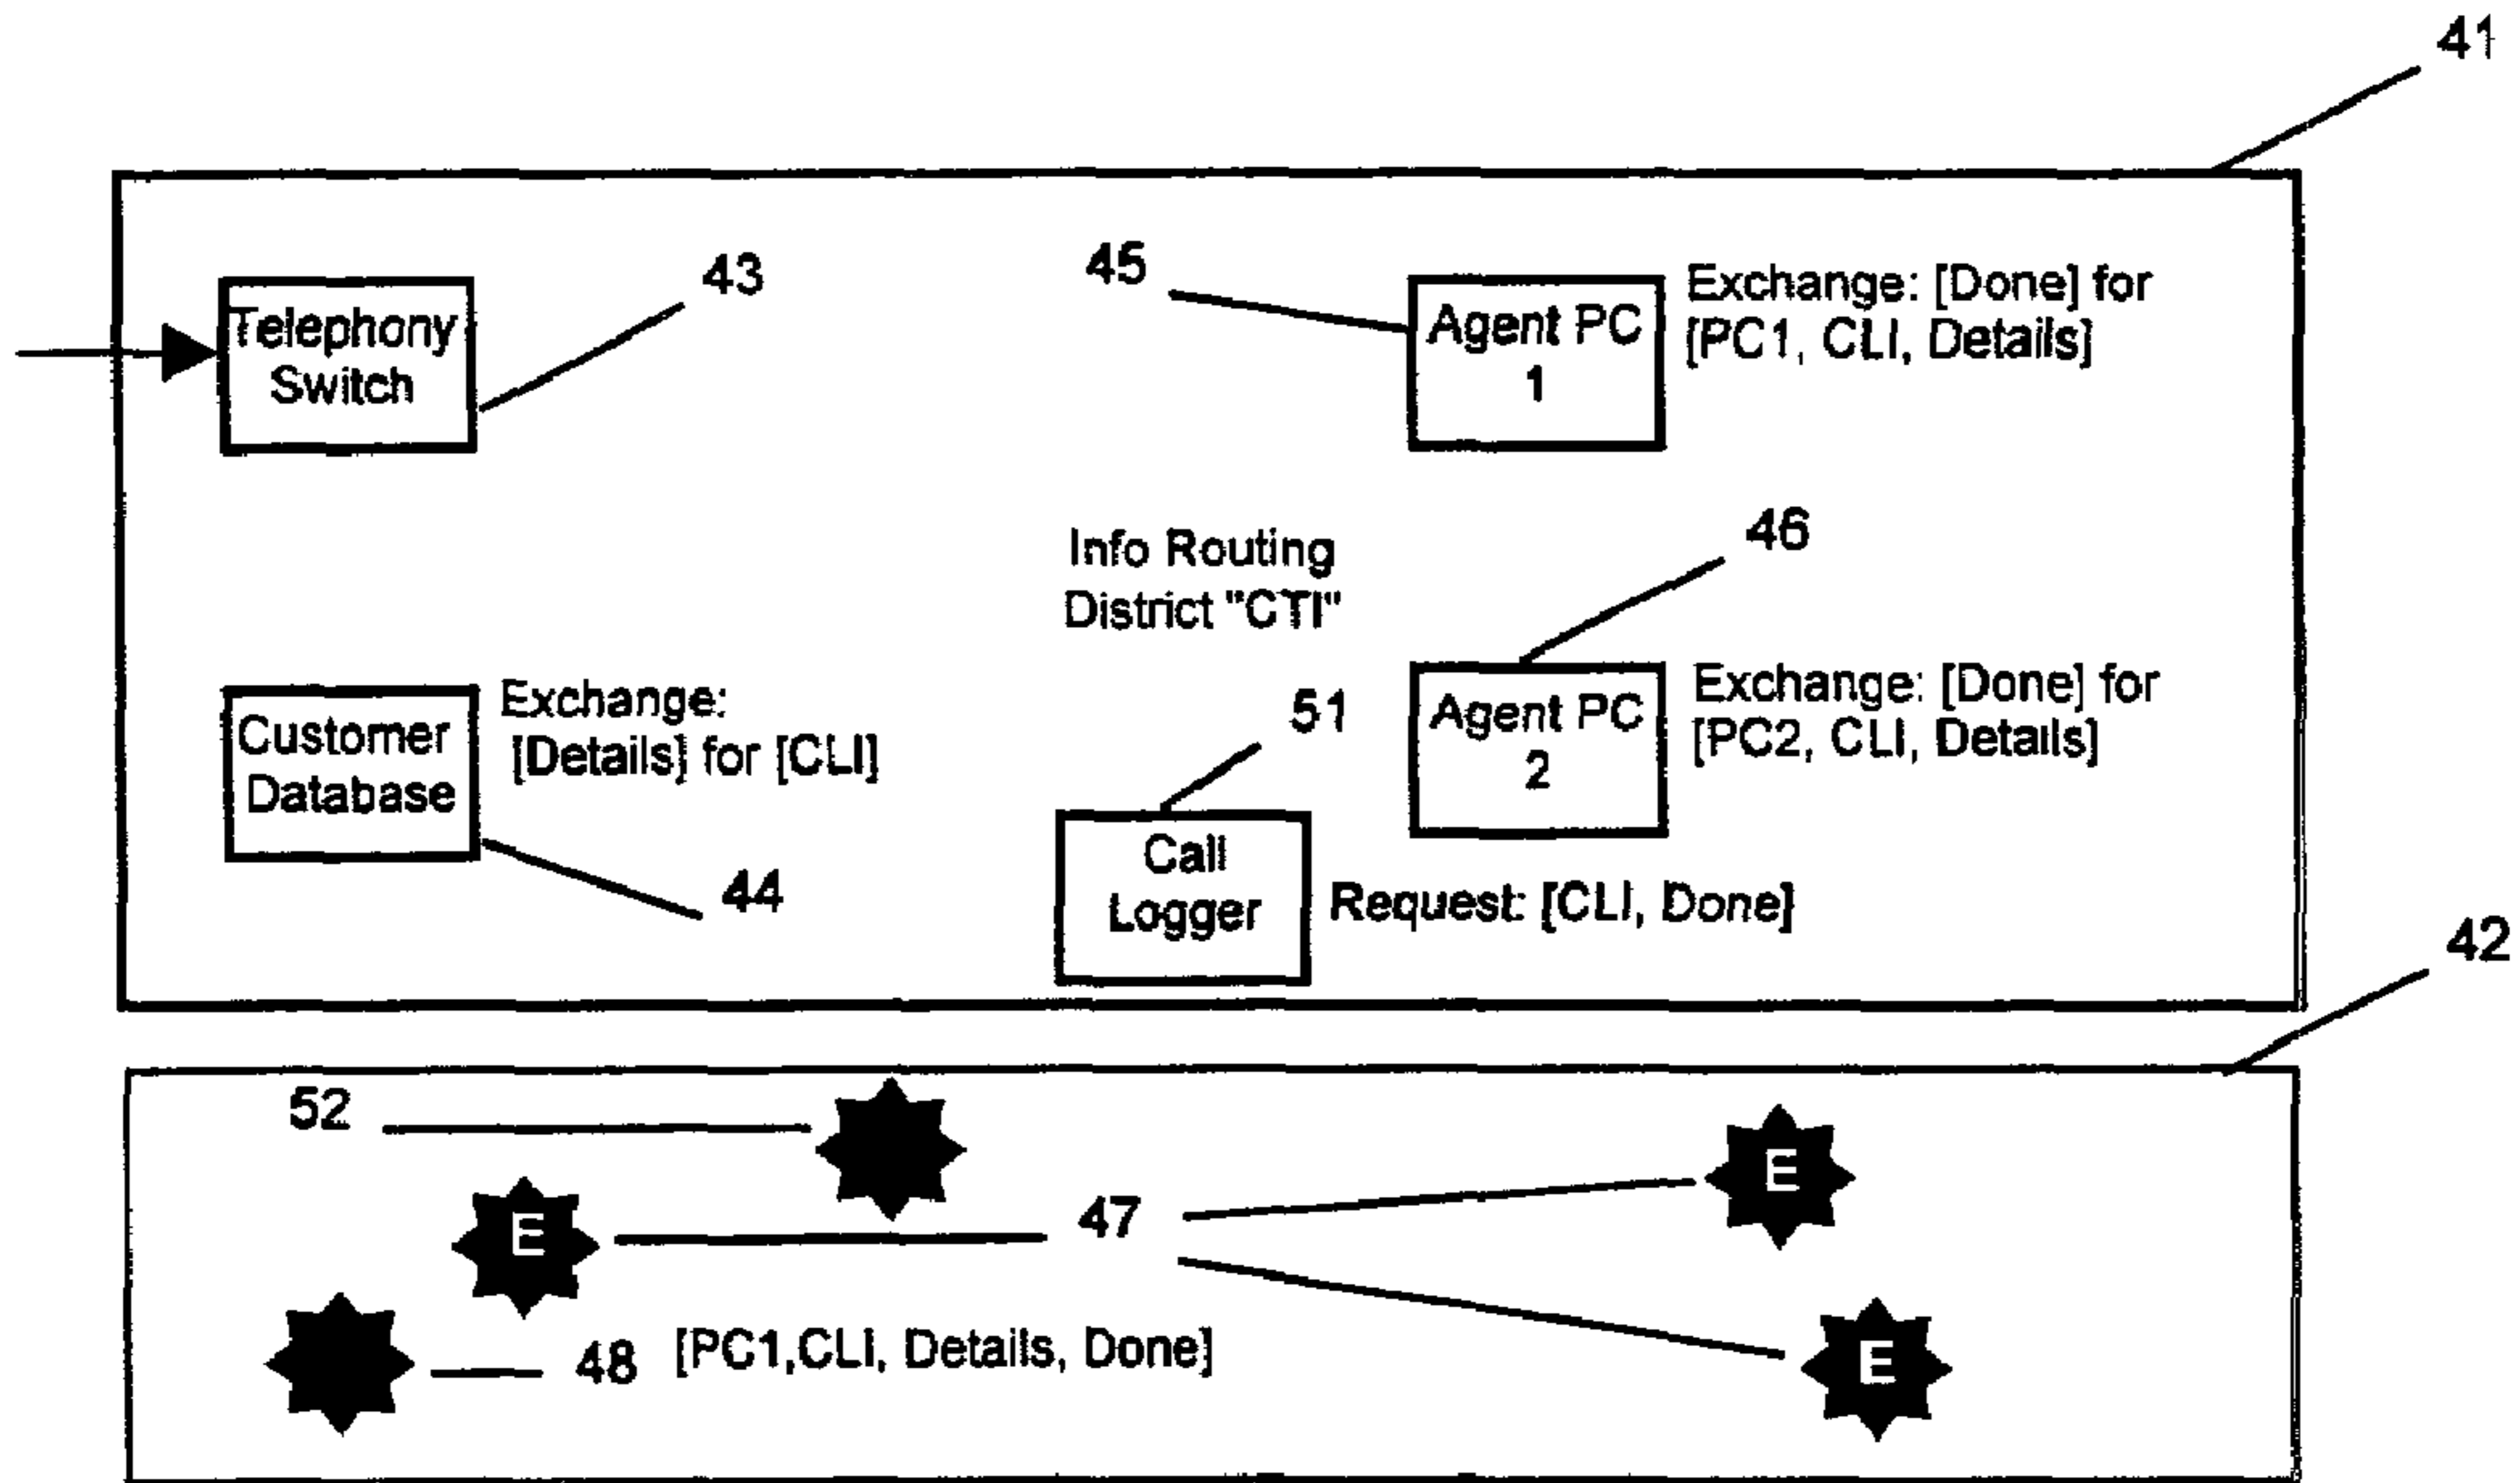 41
43
45
Telephony
Switch
Agent PC
1
Exchange: [Done] for
[PC1, CLI, Details]
Info Routing
District "CTI"
46
Customer
Database
Exchange:
[Details] for [CLI]
51
Agent PC
2
Exchange: [Done] for
[PC2, CLI, Details]
44
Call
Logger
Request: [CLI, Done]
42
52
E
47
E
48 [PC1,CLI, Details, Done]
E